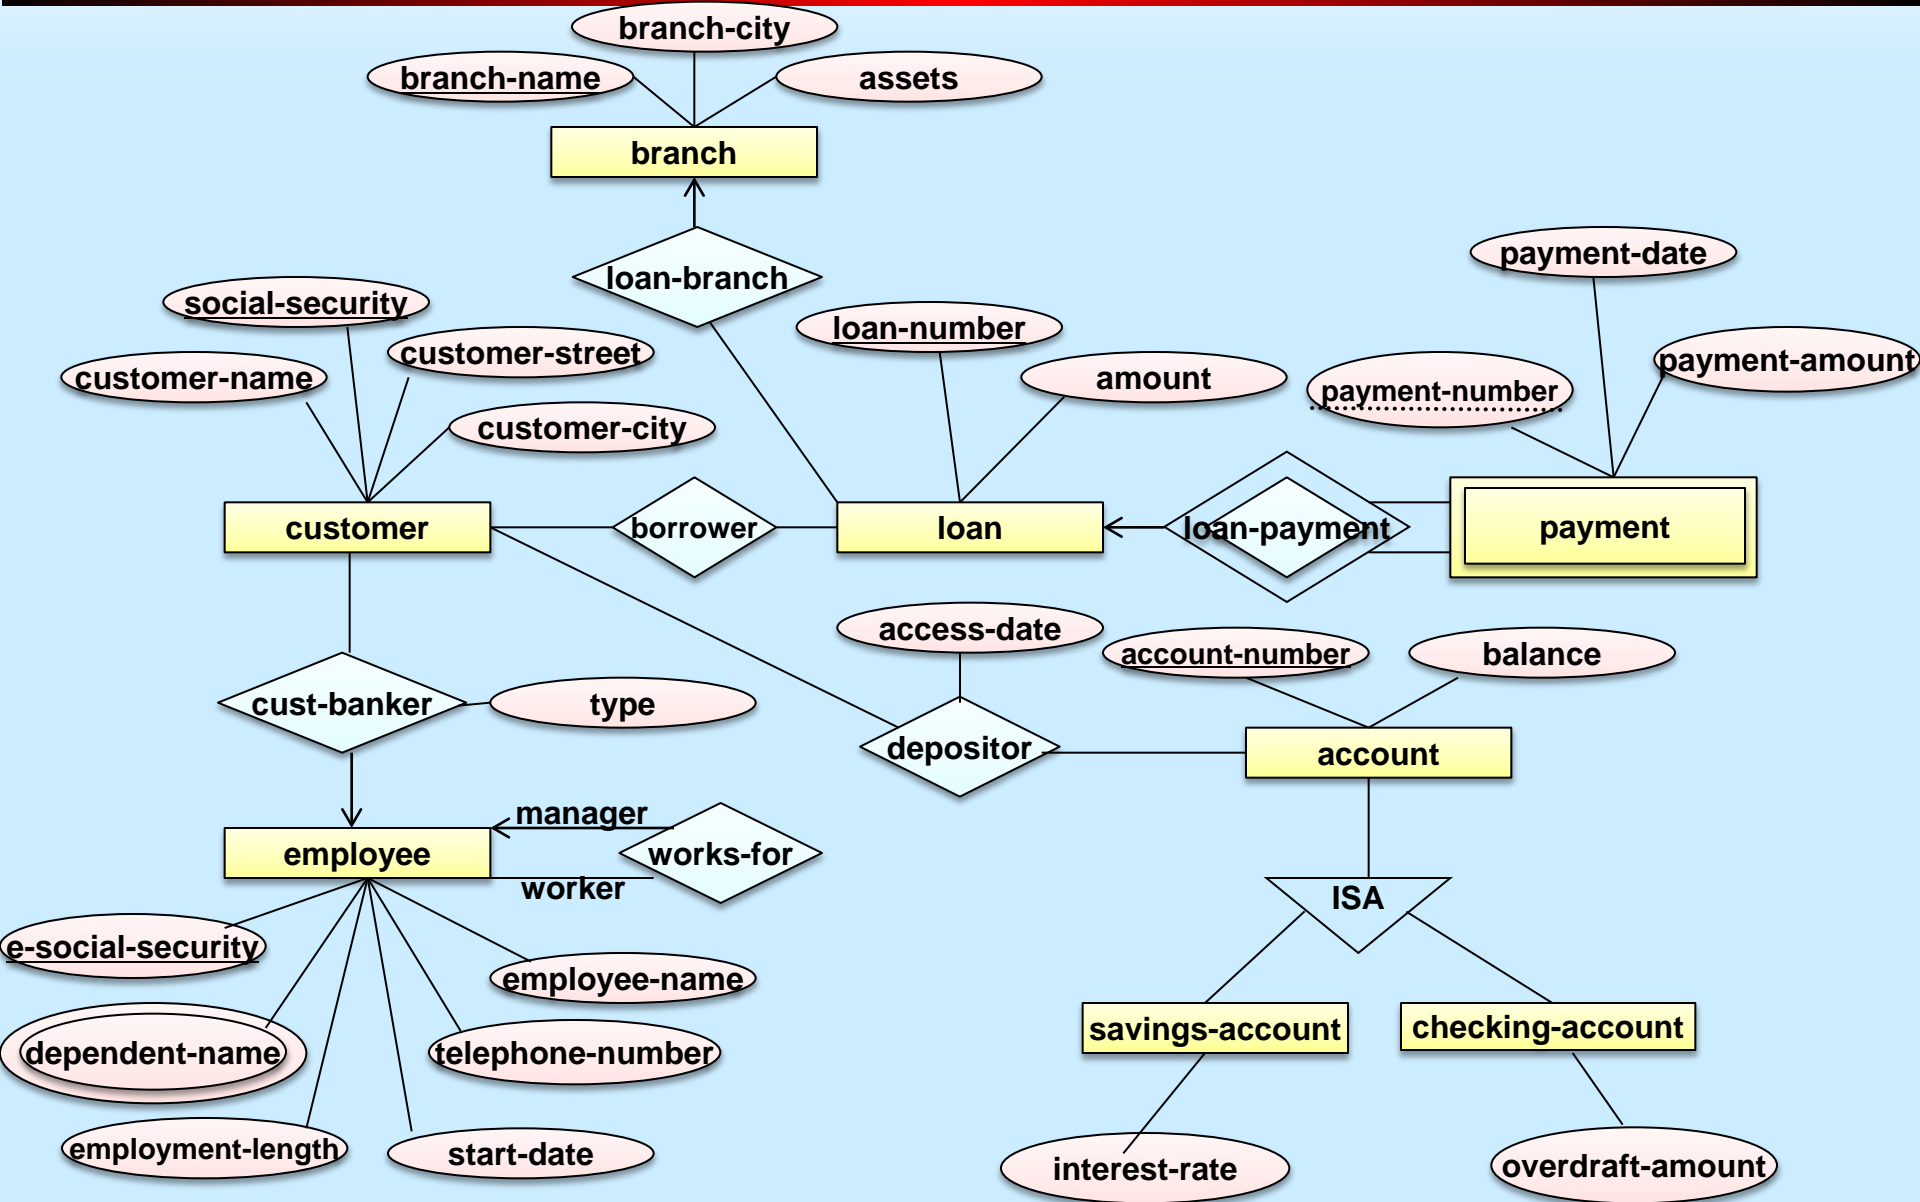 branch-city
branch-name
assets
branch
loan-branch
payment-date
social-security
loan-number
customer-street
payment-amount
customer-name
amount
payment-number
customer-city
customer
borrower
loan
loan-payment
payment
access-date
account-number
balance
cust-banker
type
depositor
account
manager
employee
works-for
worker
ISA
e-social-security
employee-name
savings-account
checking-account
dependent-name
telephone-number
employment-length
start-date
interest-rate
overdraft-amount